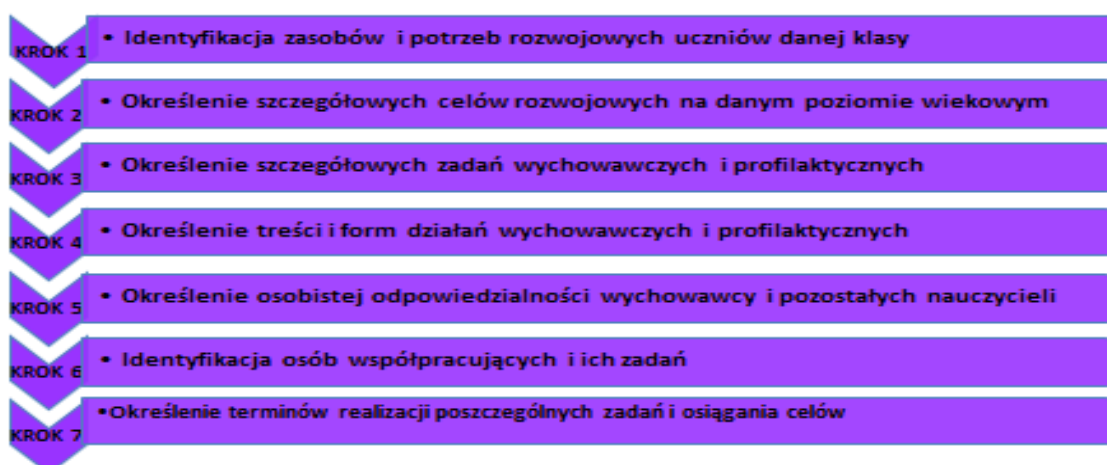 KROK 1 • Identyfikacja zasobów i potrzeb rozwojowych uczniów danej klasy
KROK 2 • Określenie szczegółowych celów rozwojowych na danym poziomie wiekowym
KROK 3 • Określenie szczegółowych zadań wychowawczych i profilaktycznych
KROK 4 • Określenie treści i form działań wychowawczych i profilaktycznych
KROK 5 • Określenie osobistej odpowiedzialności wychowawcy i pozostałych nauczycieli
KROK 6 • Identyfikacja osób współpracujących i ich zadań
KROK 7 •Określenie terminów realizacji poszczególnych zadań i osiągania celów